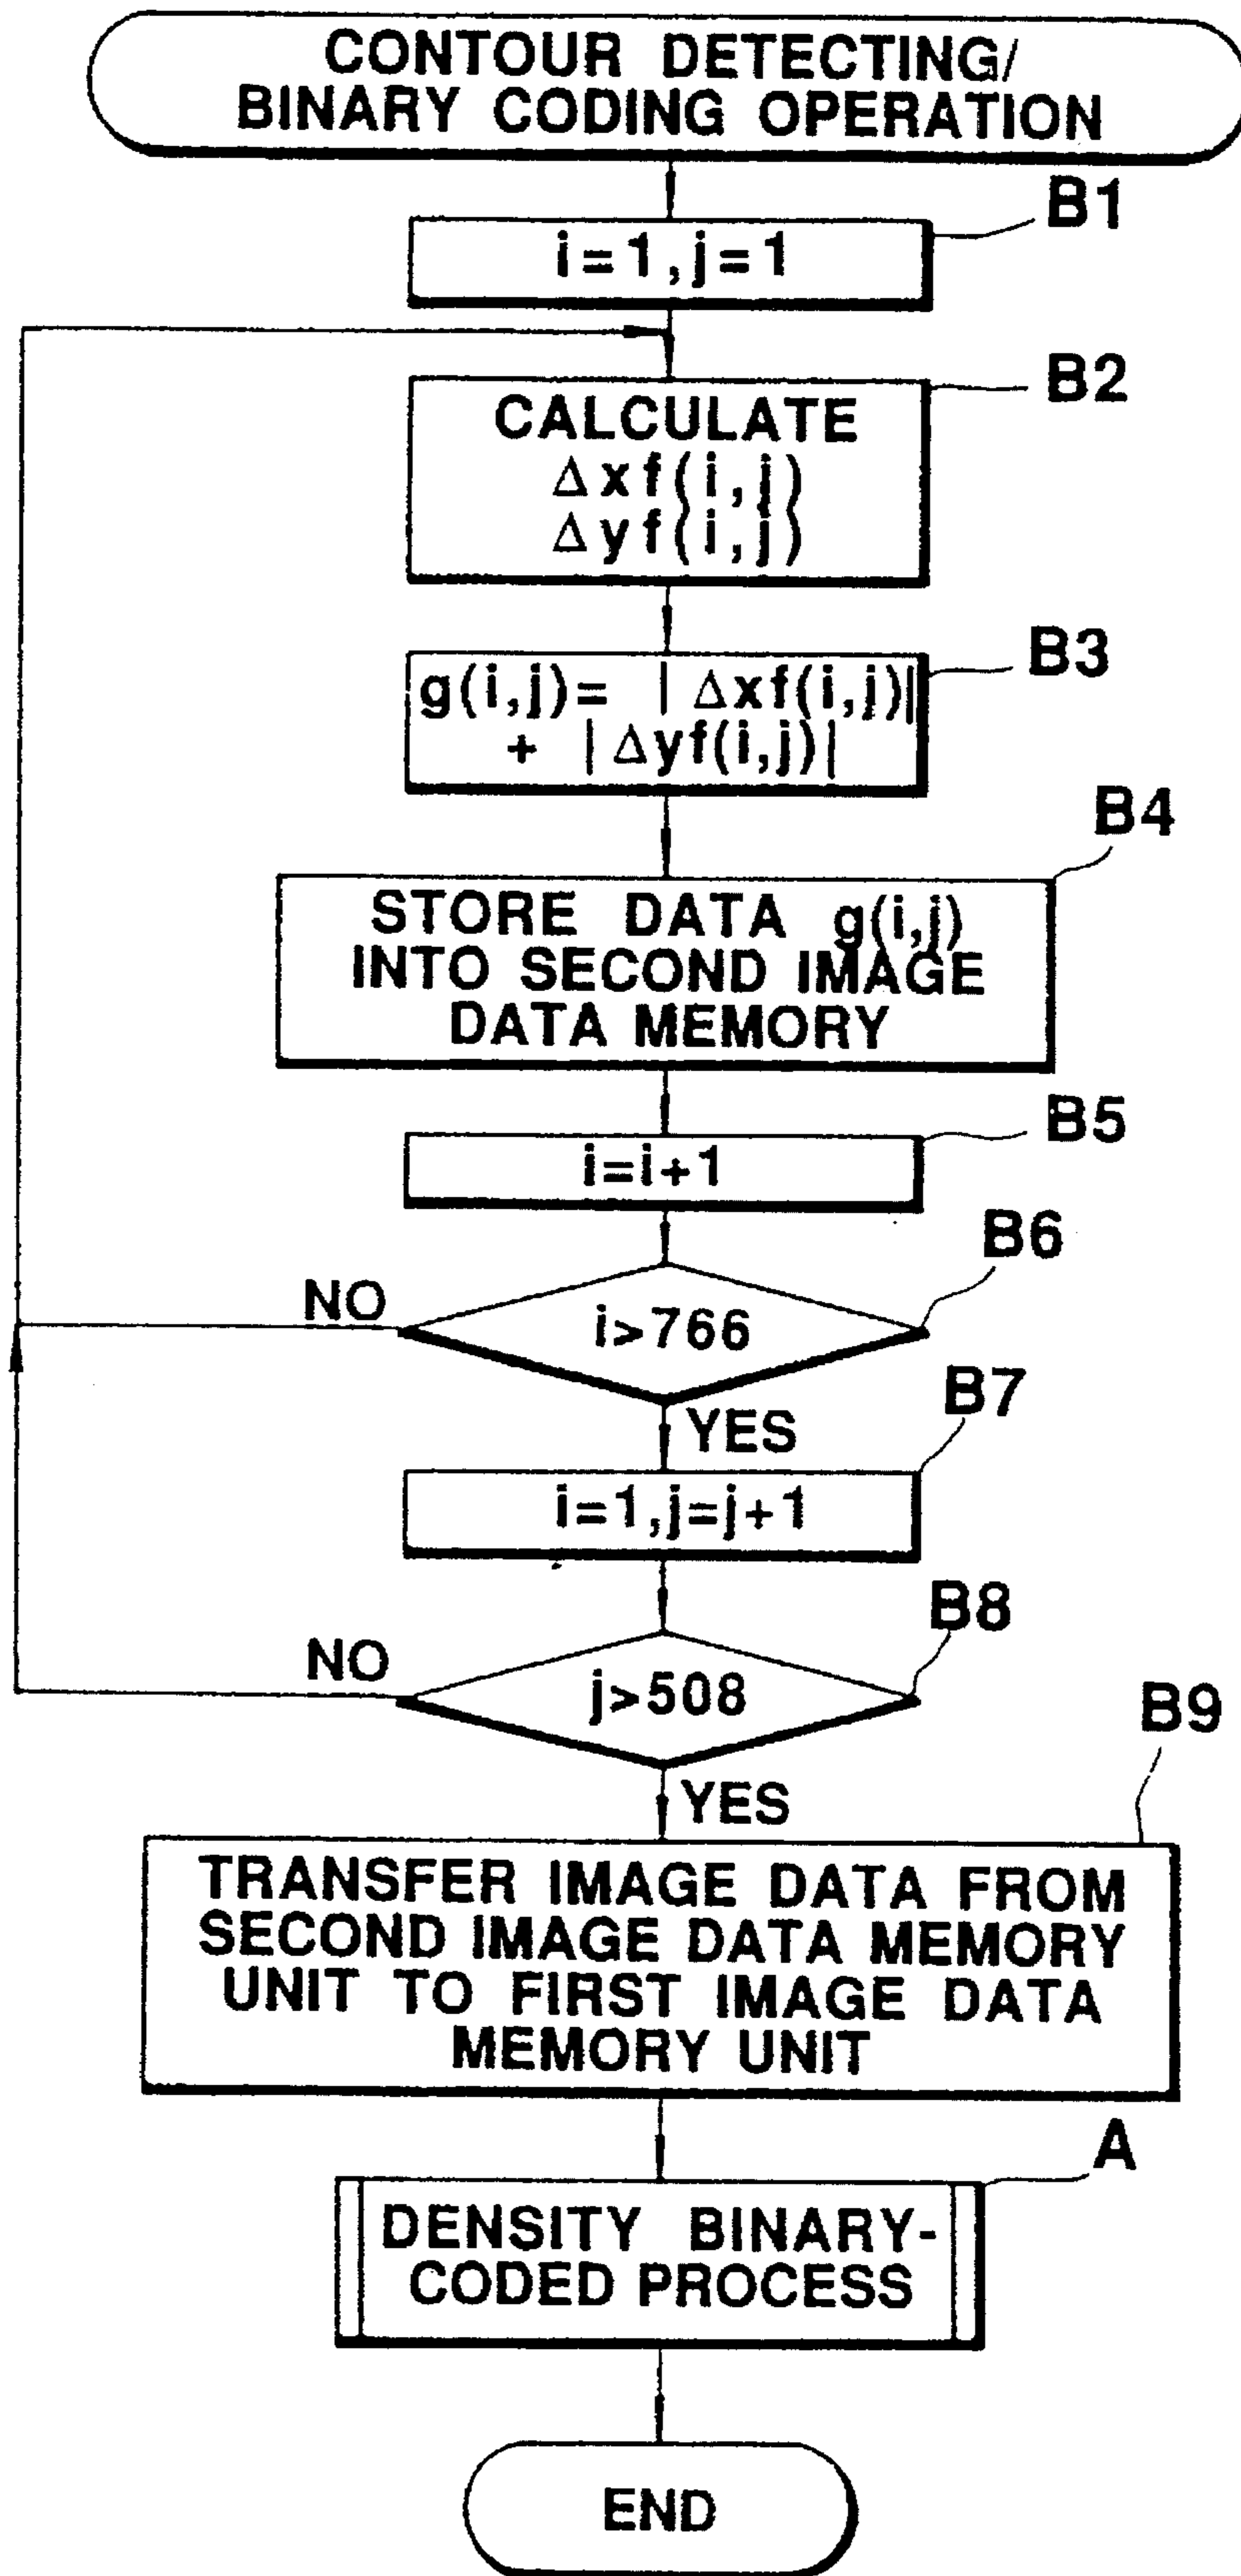 CONTOUR DETECTING/
BINARY CODING OPERATION
B1
i=1,j=1
B2
CALCULATE
Δxf(i,j)
Δyf(i,j)
B3
g(i,j)= |Δxf(i,j)|
+ |Δyf(i,j)|
B4
STORE DATA g(i,j)
INTO SECOND IMAGE
DATA MEMORY
B5
i=i+1
B6
NO
i>766
B7
YES
i=1,j=j+1
B8
NO
j>508
B9
YES
TRANSFER IMAGE DATA FROM
SECOND IMAGE DATA MEMORY
UNIT TO FIRST IMAGE DATA
MEMORY UNIT
A
DENSITY BINARY-
CODED PROCESS
END